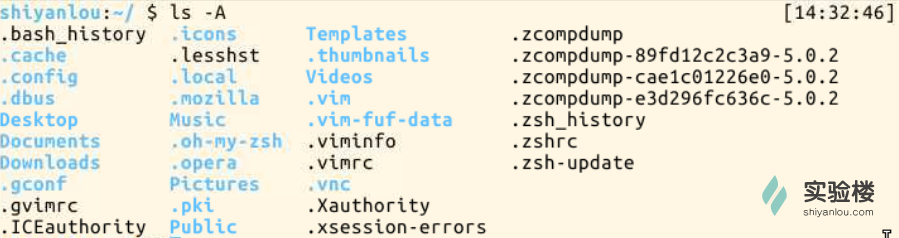 shiyanlou:~/ $ ls -A [14:32:46]
.bash_history .icons Templates .zcompdump
.cache .lesshst .thumbnails .zcompdump-89fd12c2c3a9-5.0.2
.config .local Videos .zcompdump-cae1c01226e0-5.0.2
.dbus .mozilla .vim .zcompdump-e3d296fc636c-5.0.2
Desktop Music .vim-fuf-data .zsh_history
Documents .oh-my-zsh .viminfo .zshrc
Downloads .opera .vimrc .zsh-update
.gconf Pictures .vnc
.gvimrc .pki .Xauthority
.ICEauthority Public .xsession-errors
实验楼
shiyanlou.com